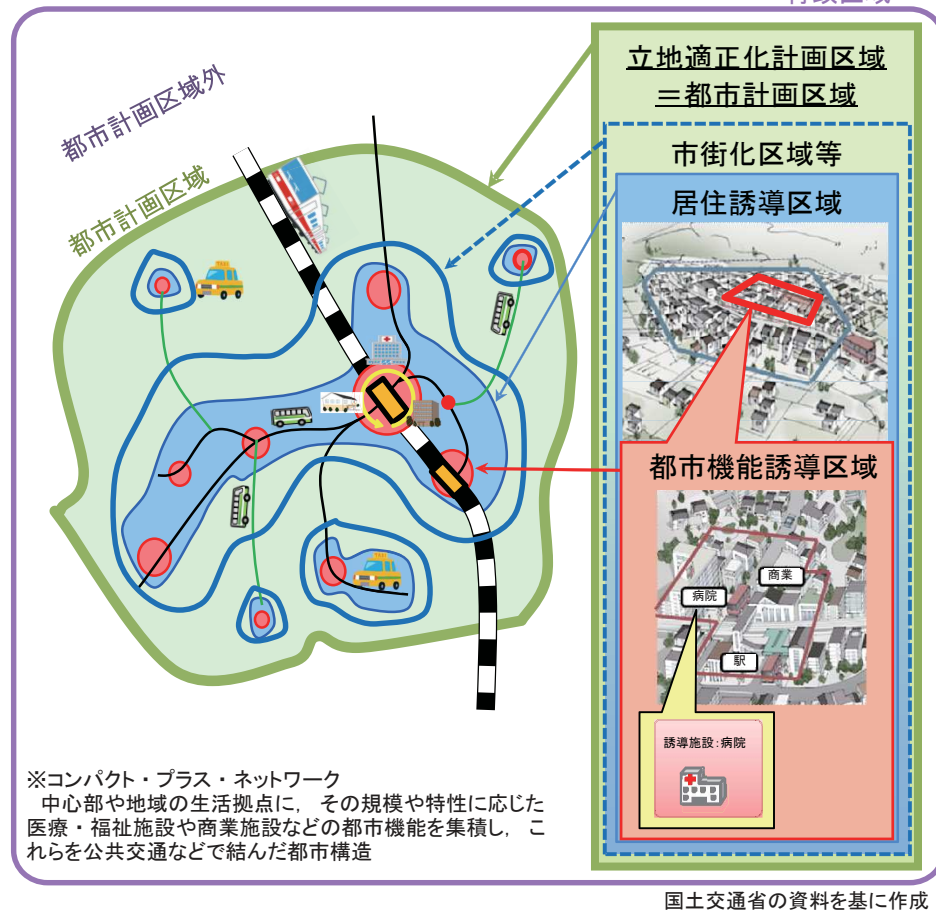 都市計画区域外
都市計画区域
立地適正化計画区域
＝都市計画区域
市街化区域等
居住誘導区域
都市機能誘導区域
商業
病院
駅
誘導施設：病院
※コンパクト・プラス・ネットワーク
中心部や地域の生活拠点に，その規模や特性に応じた
医療・福祉施設や商業施設などの都市機能を集積し，こ
れらを公共交通などで結んだ都市構造
国土交通省の資料を基に作成